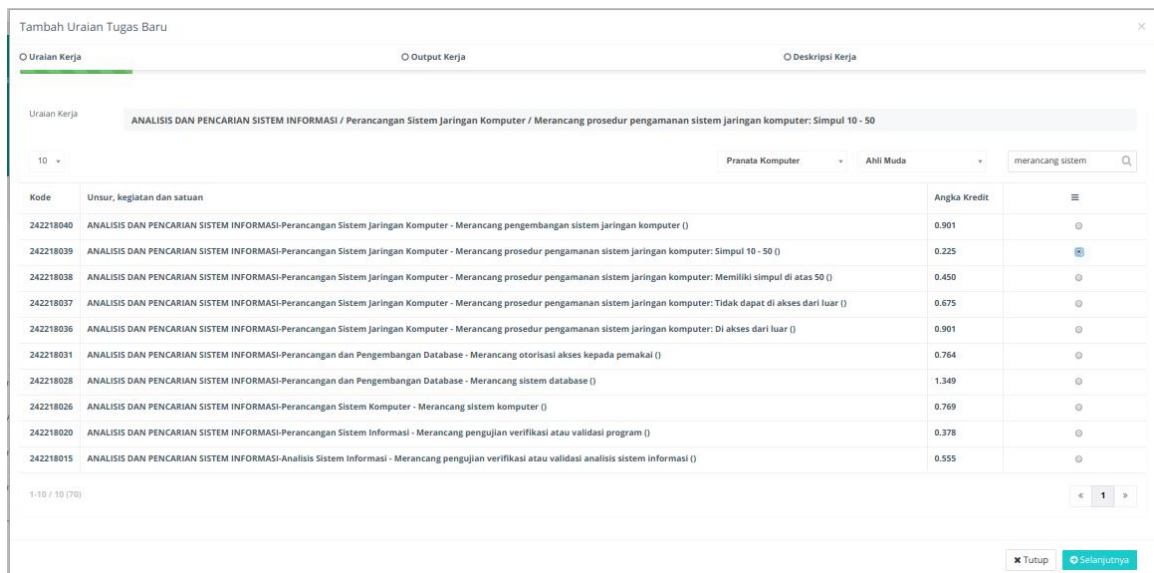 Tambah Uraian Tugas Baru
Uraian Kerja Output Kerja Deskripsi Kerja
Uraian Kerja ANALISIS DAN PENCARIAN SISTEM INFORMASI / Perancangan Sistem Jaringan Komputer / Merancang prosedur pengamanan sistem jaringan komputer: Simpul 10 - 50
10 Pranata Komputer Ahli Muda merancang sistem
Kode Unsur, kegiatan dan satuan Angka Kredit
242218040 ANALISIS DAN PENCARIAN SISTEM INFORMASI-Perancangan Sistem Jaringan Komputer - Merancang pengembangan sistem jaringan komputer () 0.901
242218039 ANALISIS DAN PENCARIAN SISTEM INFORMASI-Perancangan Sistem Jaringan Komputer - Merancang prosedur pengamanan sistem jaringan komputer: Simpul 10 - 50 () 0.225
242218038 ANALISIS DAN PENCARIAN SISTEM INFORMASI-Perancangan Sistem Jaringan Komputer - Merancang prosedur pengamanan sistem jaringan komputer: Memiliki simpul di atas 50 () 0.450
242218037 ANALISIS DAN PENCARIAN SISTEM INFORMASI-Perancangan Sistem Jaringan Komputer - Merancang prosedur pengamanan sistem jaringan komputer: Tidak dapat di akses dari luar () 0.675
242218036 ANALISIS DAN PENCARIAN SISTEM INFORMASI-Perancangan Sistem Jaringan Komputer - Merancang prosedur pengamanan sistem jaringan komputer: Di akses dari luar () 0.901
242218031 ANALISIS DAN PENCARIAN SISTEM INFORMASI-Perancangan dan Pengembangan Database - Merancang otorisasi akses kepada pemakai () 0.764
242218028 ANALISIS DAN PENCARIAN SISTEM INFORMASI-Perancangan dan Pengembangan Database - Merancang sistem database () 1.349
242218026 ANALISIS DAN PENCARIAN SISTEM INFORMASI-Perancangan Sistem Komputer - Merancang sistem komputer () 0.769
242218020 ANALISIS DAN PENCARIAN SISTEM INFORMASI-Perancangan Sistem Informasi - Merancang pengujian verifikasi atau validasi program () 0.378
242218015 ANALISIS DAN PENCARIAN SISTEM INFORMASI-Analisis Sistem Informasi - Merancang pengujian verifikasi atau validasi analisis sistem informasi () 0.555
1-10 / 10 (70) « 1 »
Tutup Selanjutnya